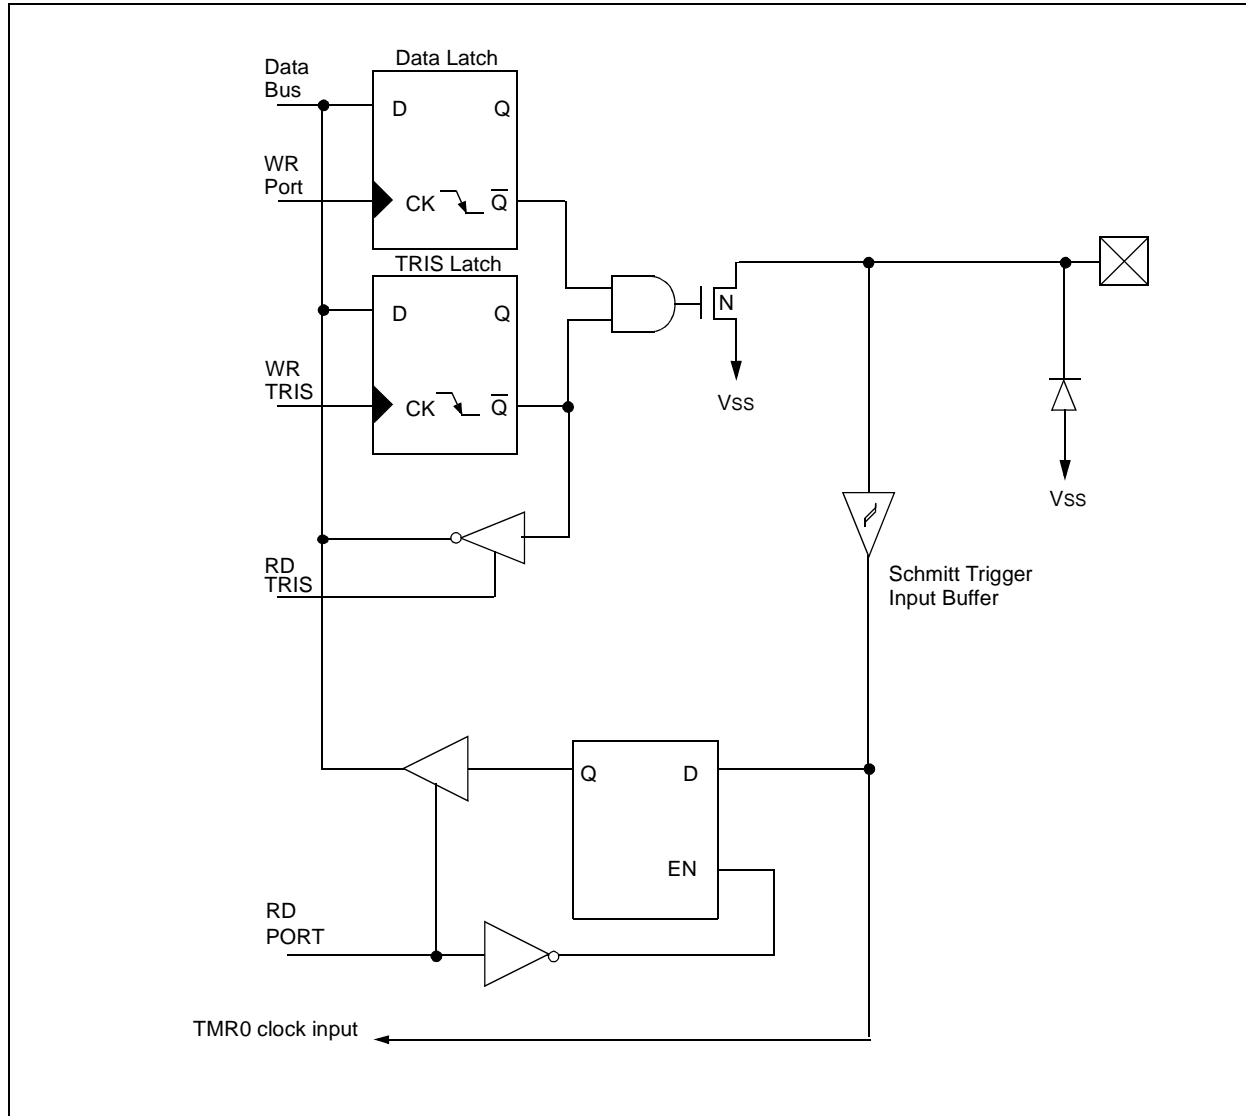 Data Latch
Data
Bus
D
Q
WR
Port
CK
Q̅
TRIS Latch
D
Q
N
WR
TRIS
CK
Q̅
VSS
VSS
RD
TRIS
Schmitt Trigger
Input Buffer
Q
D
EN
RD
PORT
TMR0 clock input